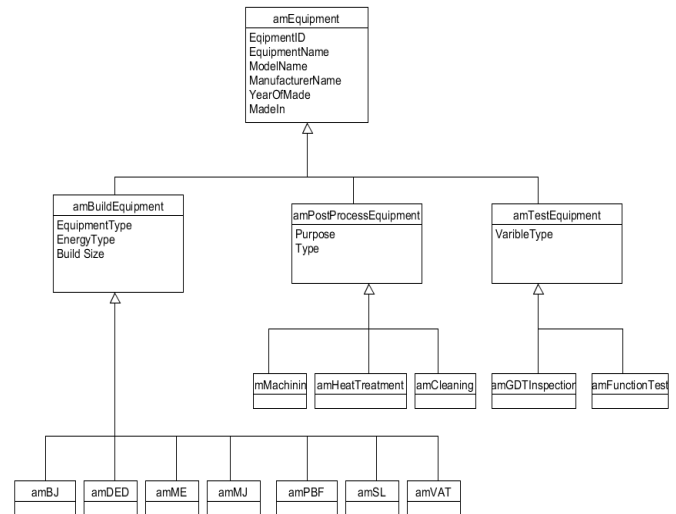 amEquipment
EqipmentID
EquipmentName
ModelName
ManufacturerName
YearOfMade
MadeIn
amBuildEquipment
EquipmentType
EnergyType
Build Size
amPostProcessEquipment
Purpose
Type
amTestEquipment
VaribleType
mMachinin
amHeatTreatment
amCleaning
amGDTInspection
amFunctionTest
amBJ
amDED
amME
amMJ
amPBF
amSL
amVAT